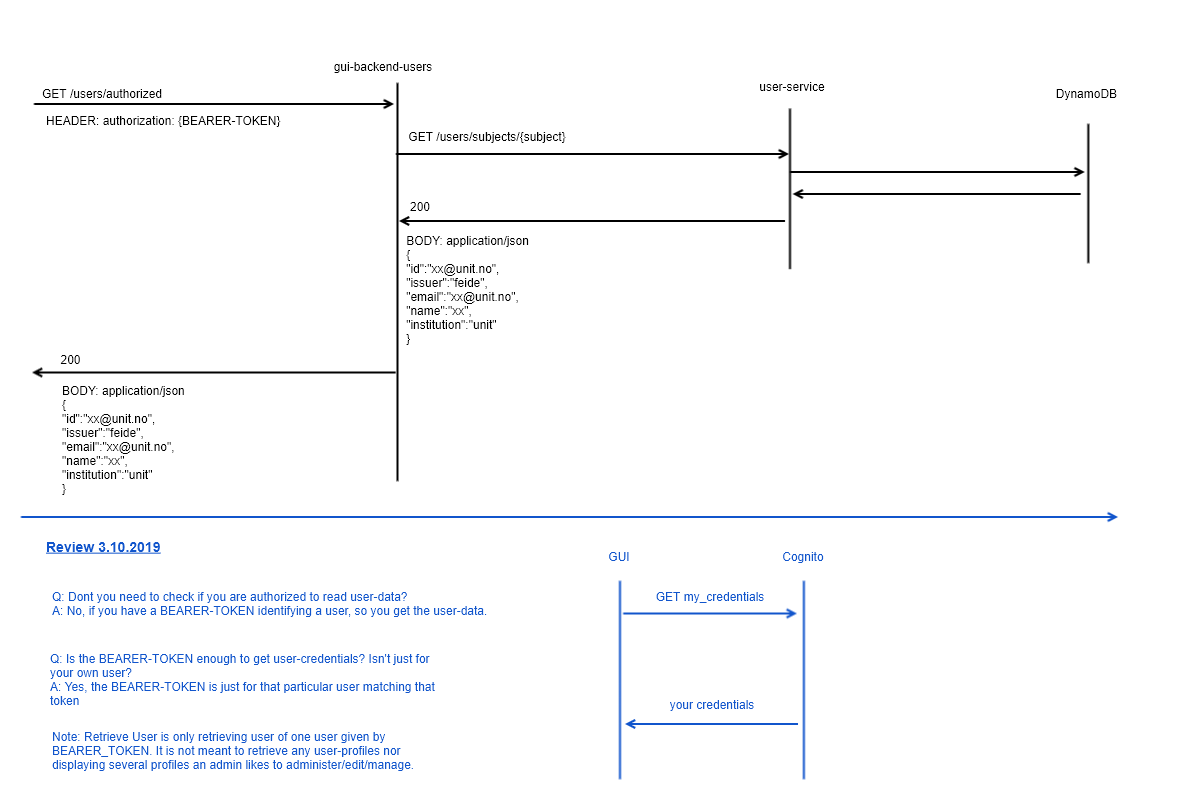 gui-backend-users
user-service
DynamoDB
GET /users/authorized
HEADER: authorization: {BEARER-TOKEN}
GET /users/subjects/{subject}
200
BODY: application/json
{
"id":"xx@unit.no",
"issuer":"feide",
"email":"xx@unit.no",
"name":"xx",
"institution":"unit"
}
200
BODY: application/json
{
"id":"xx@unit.no",
"issuer":"feide",
"email":"xx@unit.no",
"name":"xx",
"institution":"unit"
}
Review 3.10.2019
Q: Dont you need to check if you are authorized to read user-data?
A: No, if you have a BEARER-TOKEN identifying a user, so you get the user-data.
Q: Is the BEARER-TOKEN enough to get user-credentials? Isn't just for
your own user?
A: Yes, the BEARER-TOKEN is just for that particular user matching that
token
Note: Retrieve User is only retrieving user of one user given by
BEARER_TOKEN. It is not meant to retrieve any user-profiles nor
displaying several profiles an admin likes to administer/edit/manage.
GUI
Cognito
GET my_credentials
your credentials